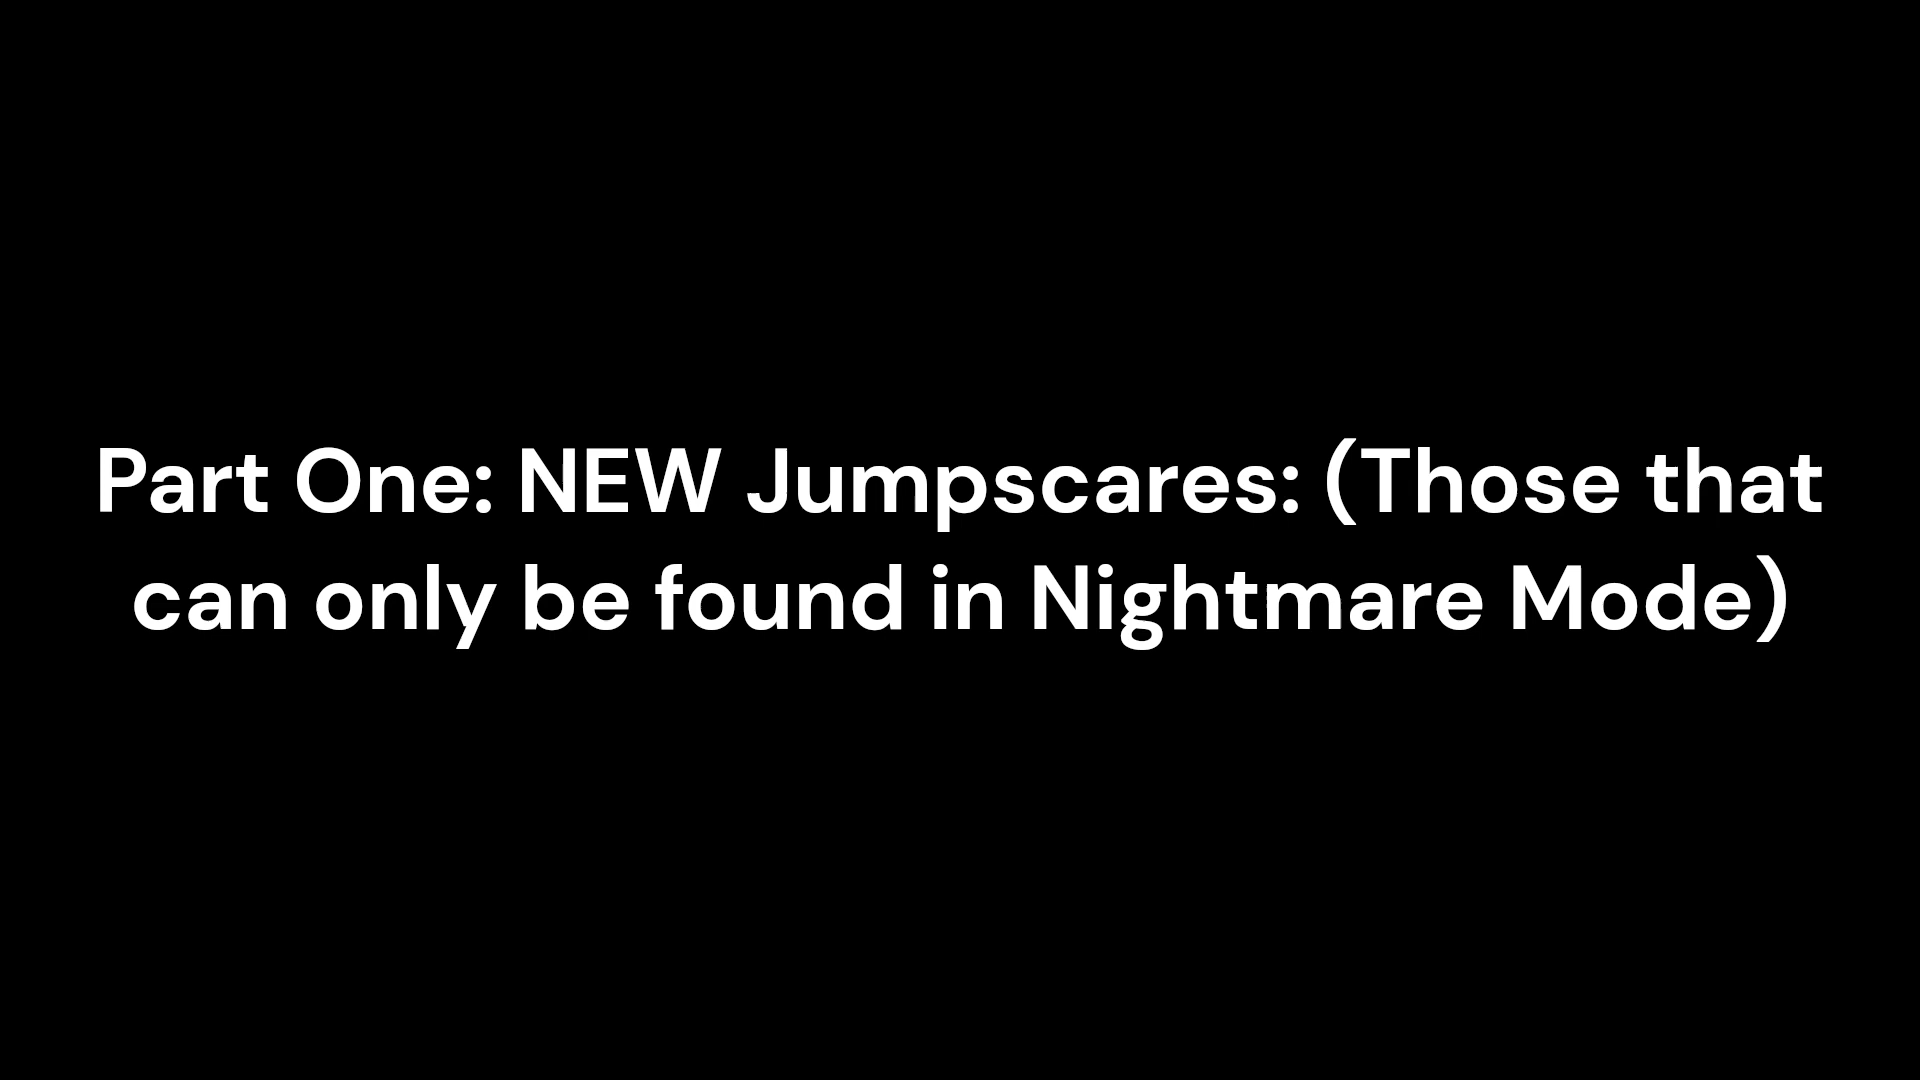 Part One: NEW Jumpscares: (Those that
can only be found in Nightmare Mode)